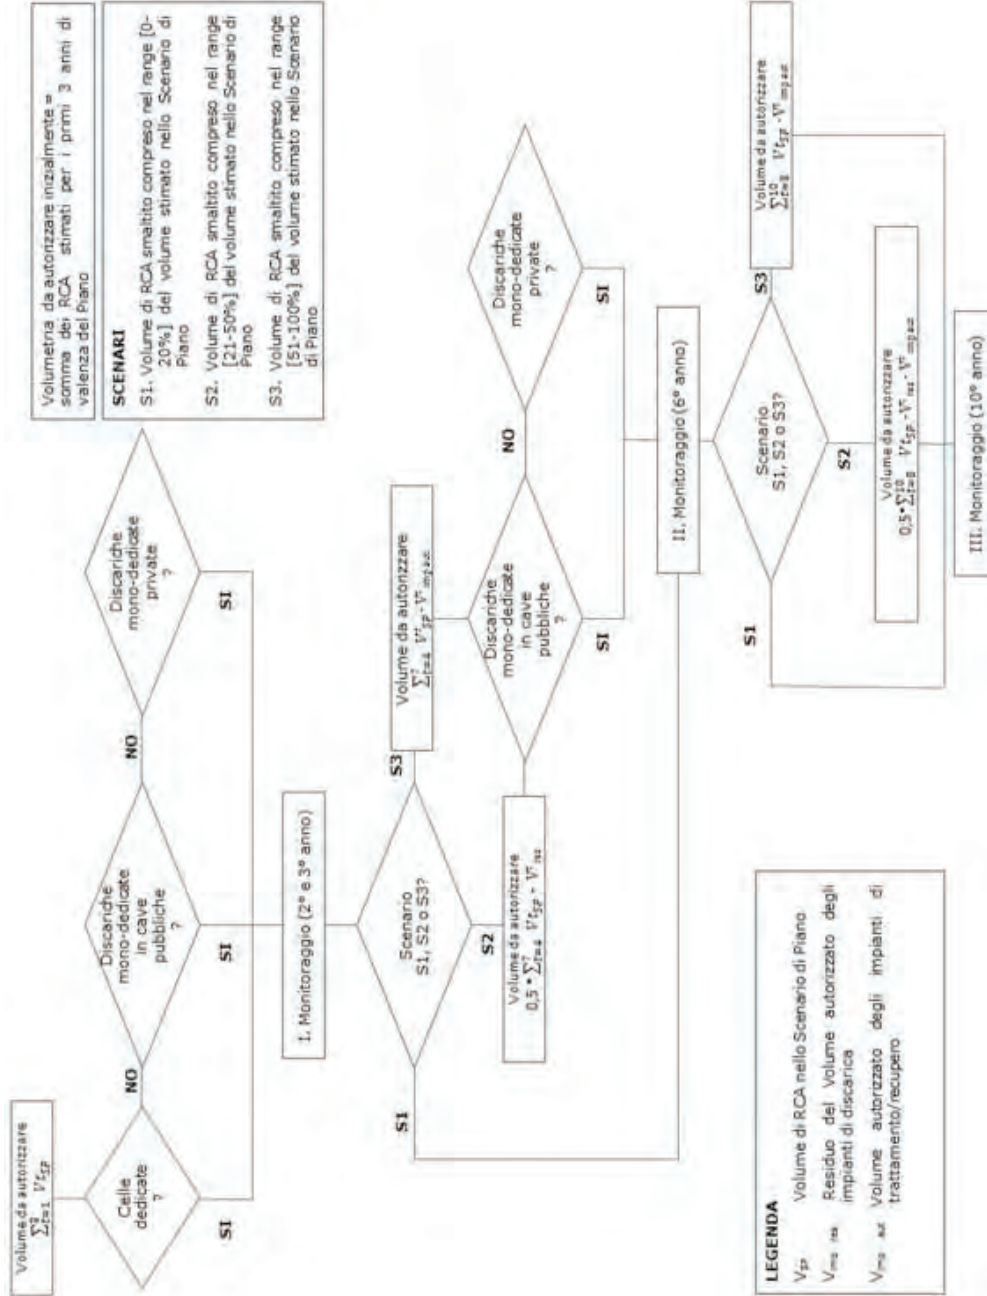 Volume da autorizzare
Celle
dedicate
?
NO
SI
Discariche
mono-dedicate
in cave
pubbliche
?
NO
SI
Discariche
mono-dedicate
private
?
SI
Volumetria da autorizzare inizialmente =
somma dei RCA stimati per i primi 3 anni di
valenza del Piano
SCENARI
S1. Volume di RCA smaltito compreso nel range [0-
20%] del volume stimato nello Scenario di
Piano
S2. Volume di RCA smaltito compreso nel range
[21-50%] del volume stimato nello Scenario di
Piano
S3. Volume di RCA smaltito compreso nel range
[51-100%] del volume stimato nello Scenario
di Piano
I. Monitoraggio (2° e 3° anno)
Scenario
S1, S2 o S3?
S1
S2
S3
Volume da autorizzare
Volume da autorizzare
Discariche
mono-dedicate
in cave
pubbliche
?
NO
SI
Discariche
mono-dedicate
private
?
SI
II. Monitoraggio (6° anno)
Scenario
S1, S2 o S3?
S1
S2
S3
Volume da autorizzare
Volume da autorizzare
III. Monitoraggio (10° anno)
LEGENDA
V SP Volume di RCA nello Scenario di Piano
V imp res Residuo del Volume autorizzato degli
impianti di discarica
V imp aut Volume autorizzato degli impianti di
trattamento/recupero